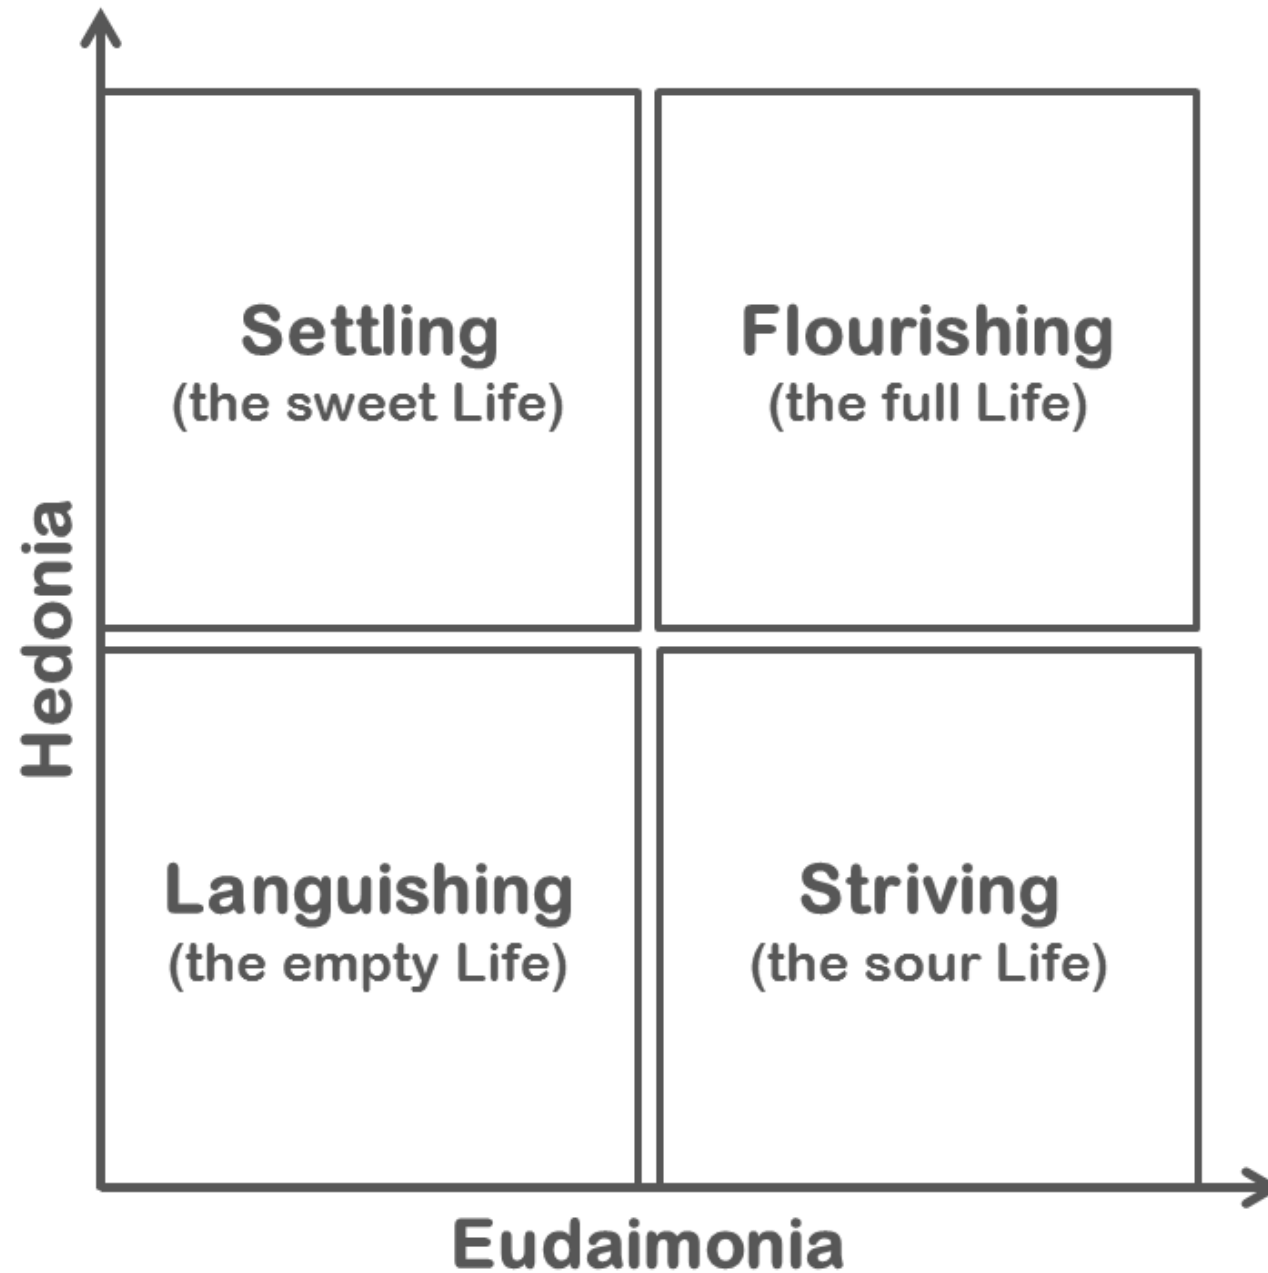 Settling
(the sweet Life)
Flourishing
(the full Life)
Hedonia
Languishing
(the empty Life)
Striving
(the sour Life)
Eudaimonia